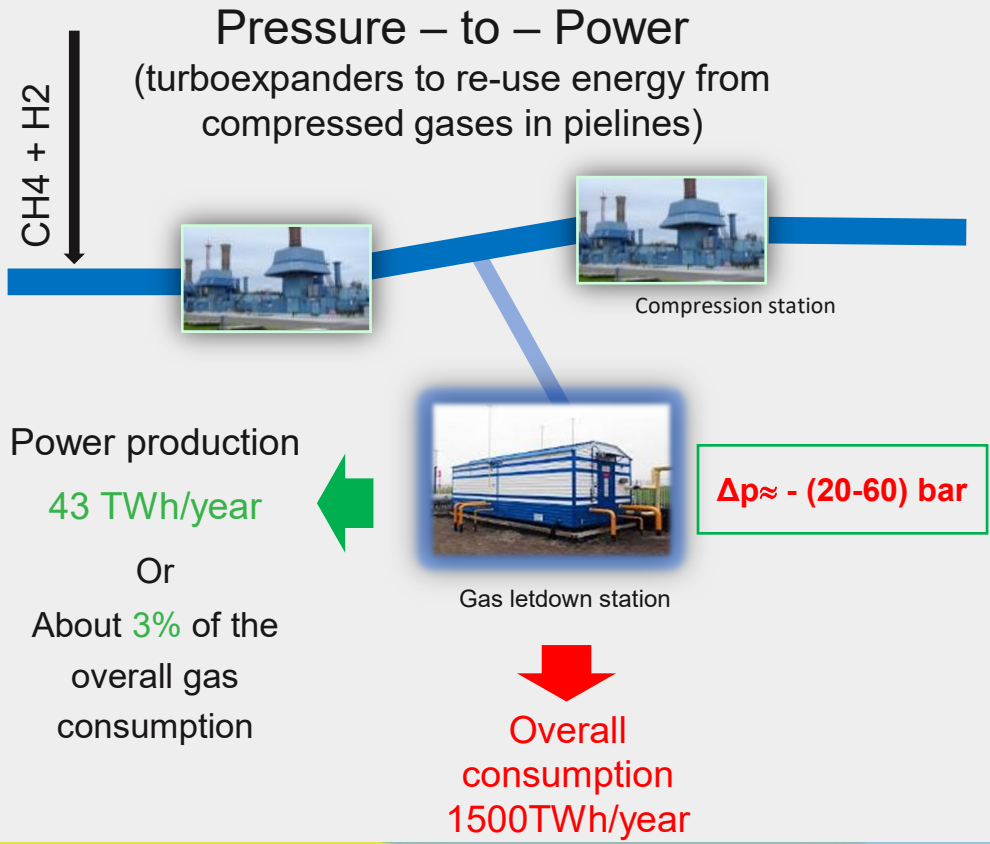 Pressure – to – Power
(turboexpanders to re-use energy from
compressed gases in pielines)
CH4 + H2
Compression station
Power production
43 TWh/year
Or
About 3% of the
overall gas
consumption
Δp≈ - (20-60) bar
Gas letdown station
Overall
consumption
1500TWh/year